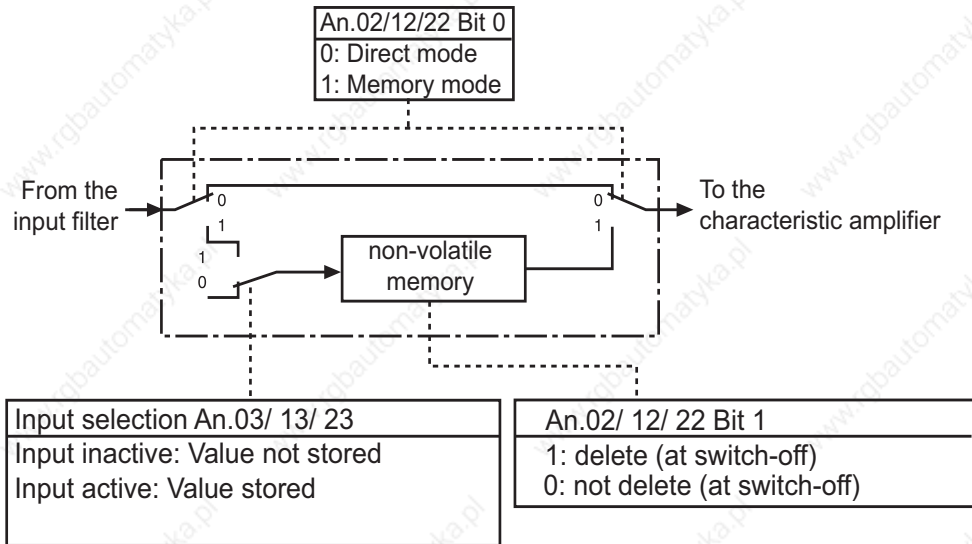 An.02/12/22 Bit 0
0: Direct mode
1: Memory mode
From the
input filter
0
1
1
0
non-volatile
memory
0
1
To the
characteristic amplifier
Input selection An.03/ 13/ 23
Input inactive: Value not stored
Input active: Value stored
An.02/ 12/ 22 Bit 1
1: delete (at switch-off)
0: not delete (at switch-off)
www.rgbautomatyka.pl